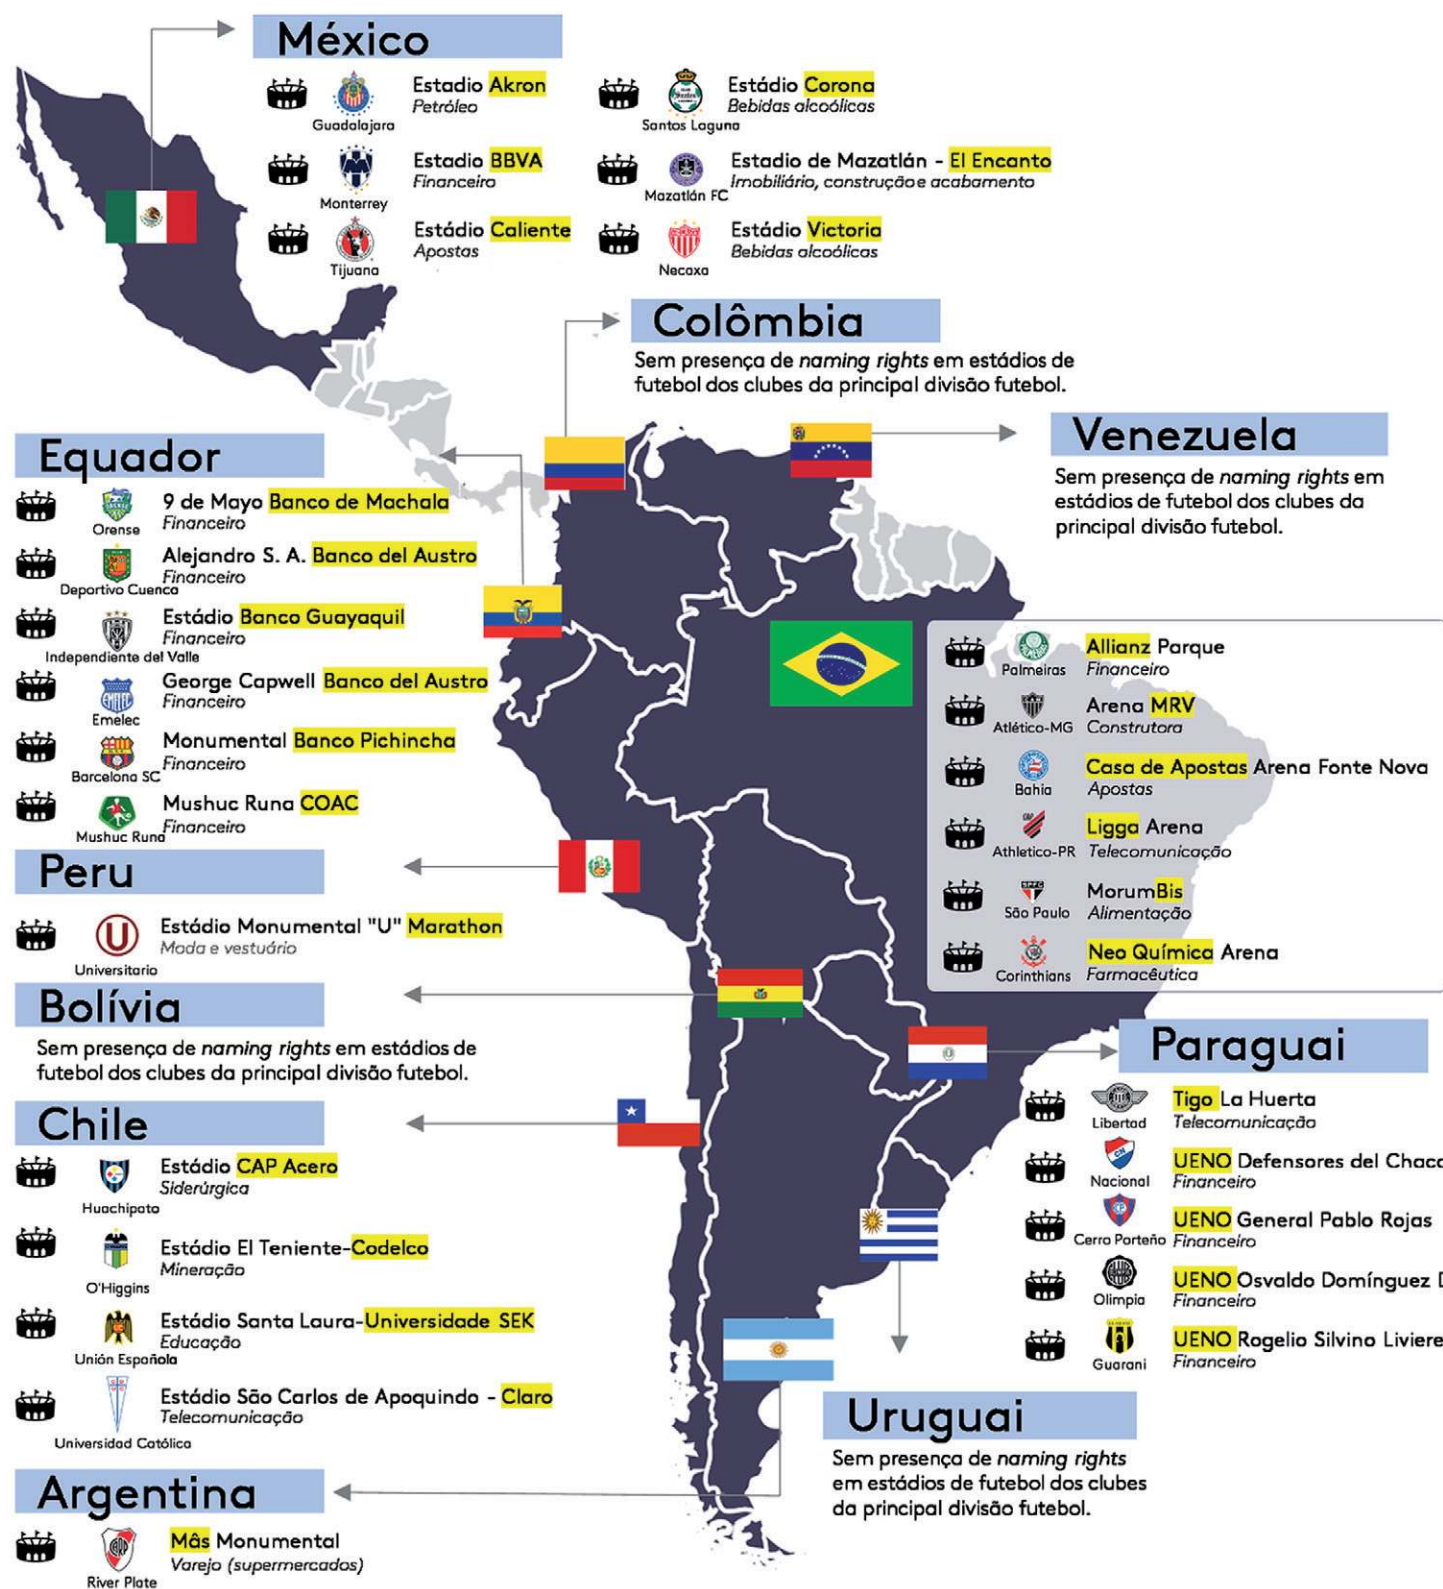 México
Estadio Akron
Petróleo
Guadalajara
Estádio Corona
Bebidas alcoólicas
Santos Laguna
Estadio BBVA
Financeiro
Monterrey
Estadio de Mazatlán - El Encanto
Imobiliário, construção e acabamento
Mazatlán FC
Estádio Caliente
Apostas
Tijuana
Estádio Victoria
Bebidas alcoólicas
Necaxa
Colômbia
Sem presença de naming rights em estádios de
futebol dos clubes da principal divisão futebol.
Venezuela
Sem presença de naming rights em
estádios de futebol dos clubes da
principal divisão futebol.
Equador
9 de Mayo Banco de Machala
Financeiro
Orense
Alejandro S. A. Banco del Austro
Financeiro
Deportivo Cuenca
Estádio Banco Guayaquil
Financeiro
Independiente del Valle
George Capwell Banco del Austro
Financeiro
EMELEC
Emelec
Monumental Banco Pichincha
Financeiro
Barcelona SC
Mushuc Runa COAC
Financeiro
Mushuc Runa
Allianz Parque
Financeiro
Palmeiras
Arena MRV
Construtora
Atlético-MG
Casa de Apostas Arena Fonte Nova
Apostas
Bahia
Ligga Arena
Telecomunicação
CAP
Athletico-PR
MorumBis
Alimentação
SPFC
São Paulo
Neo Química Arena
Farmacêutica
Corinthians
Peru
Estádio Monumental "U" Marathon
Moda e vestuário
U
Universitario
Bolívia
Sem presença de naming rights em estádios de
futebol dos clubes da principal divisão futebol.
Paraguai
Tigo La Huerta
Telecomunicação
Libertad
UENO Defensores del Chaco
Financeiro
CN
Nacional
UENO General Pablo Rojas
Financeiro
CP
Cerro Porteño
UENO Osvaldo Domínguez D
Financeiro
Olimpia
UENO Rogelio Silvino Liviere
Financeiro
Guarani
Chile
Estádio CAP Acero
Siderúrgica
Huachipato
Estádio El Teniente-Codelco
Mineração
O'Higgins
Estádio Santa Laura-Universidade SEK
Educação
Unión Española
Estádio São Carlos de Apoquindo - Claro
Telecomunicação
Universidad Católica
Uruguai
Sem presença de naming rights
em estádios de futebol dos clubes
da principal divisão futebol.
Argentina
Mâs Monumental
Varejo (supermercados)
CARP
River Plate